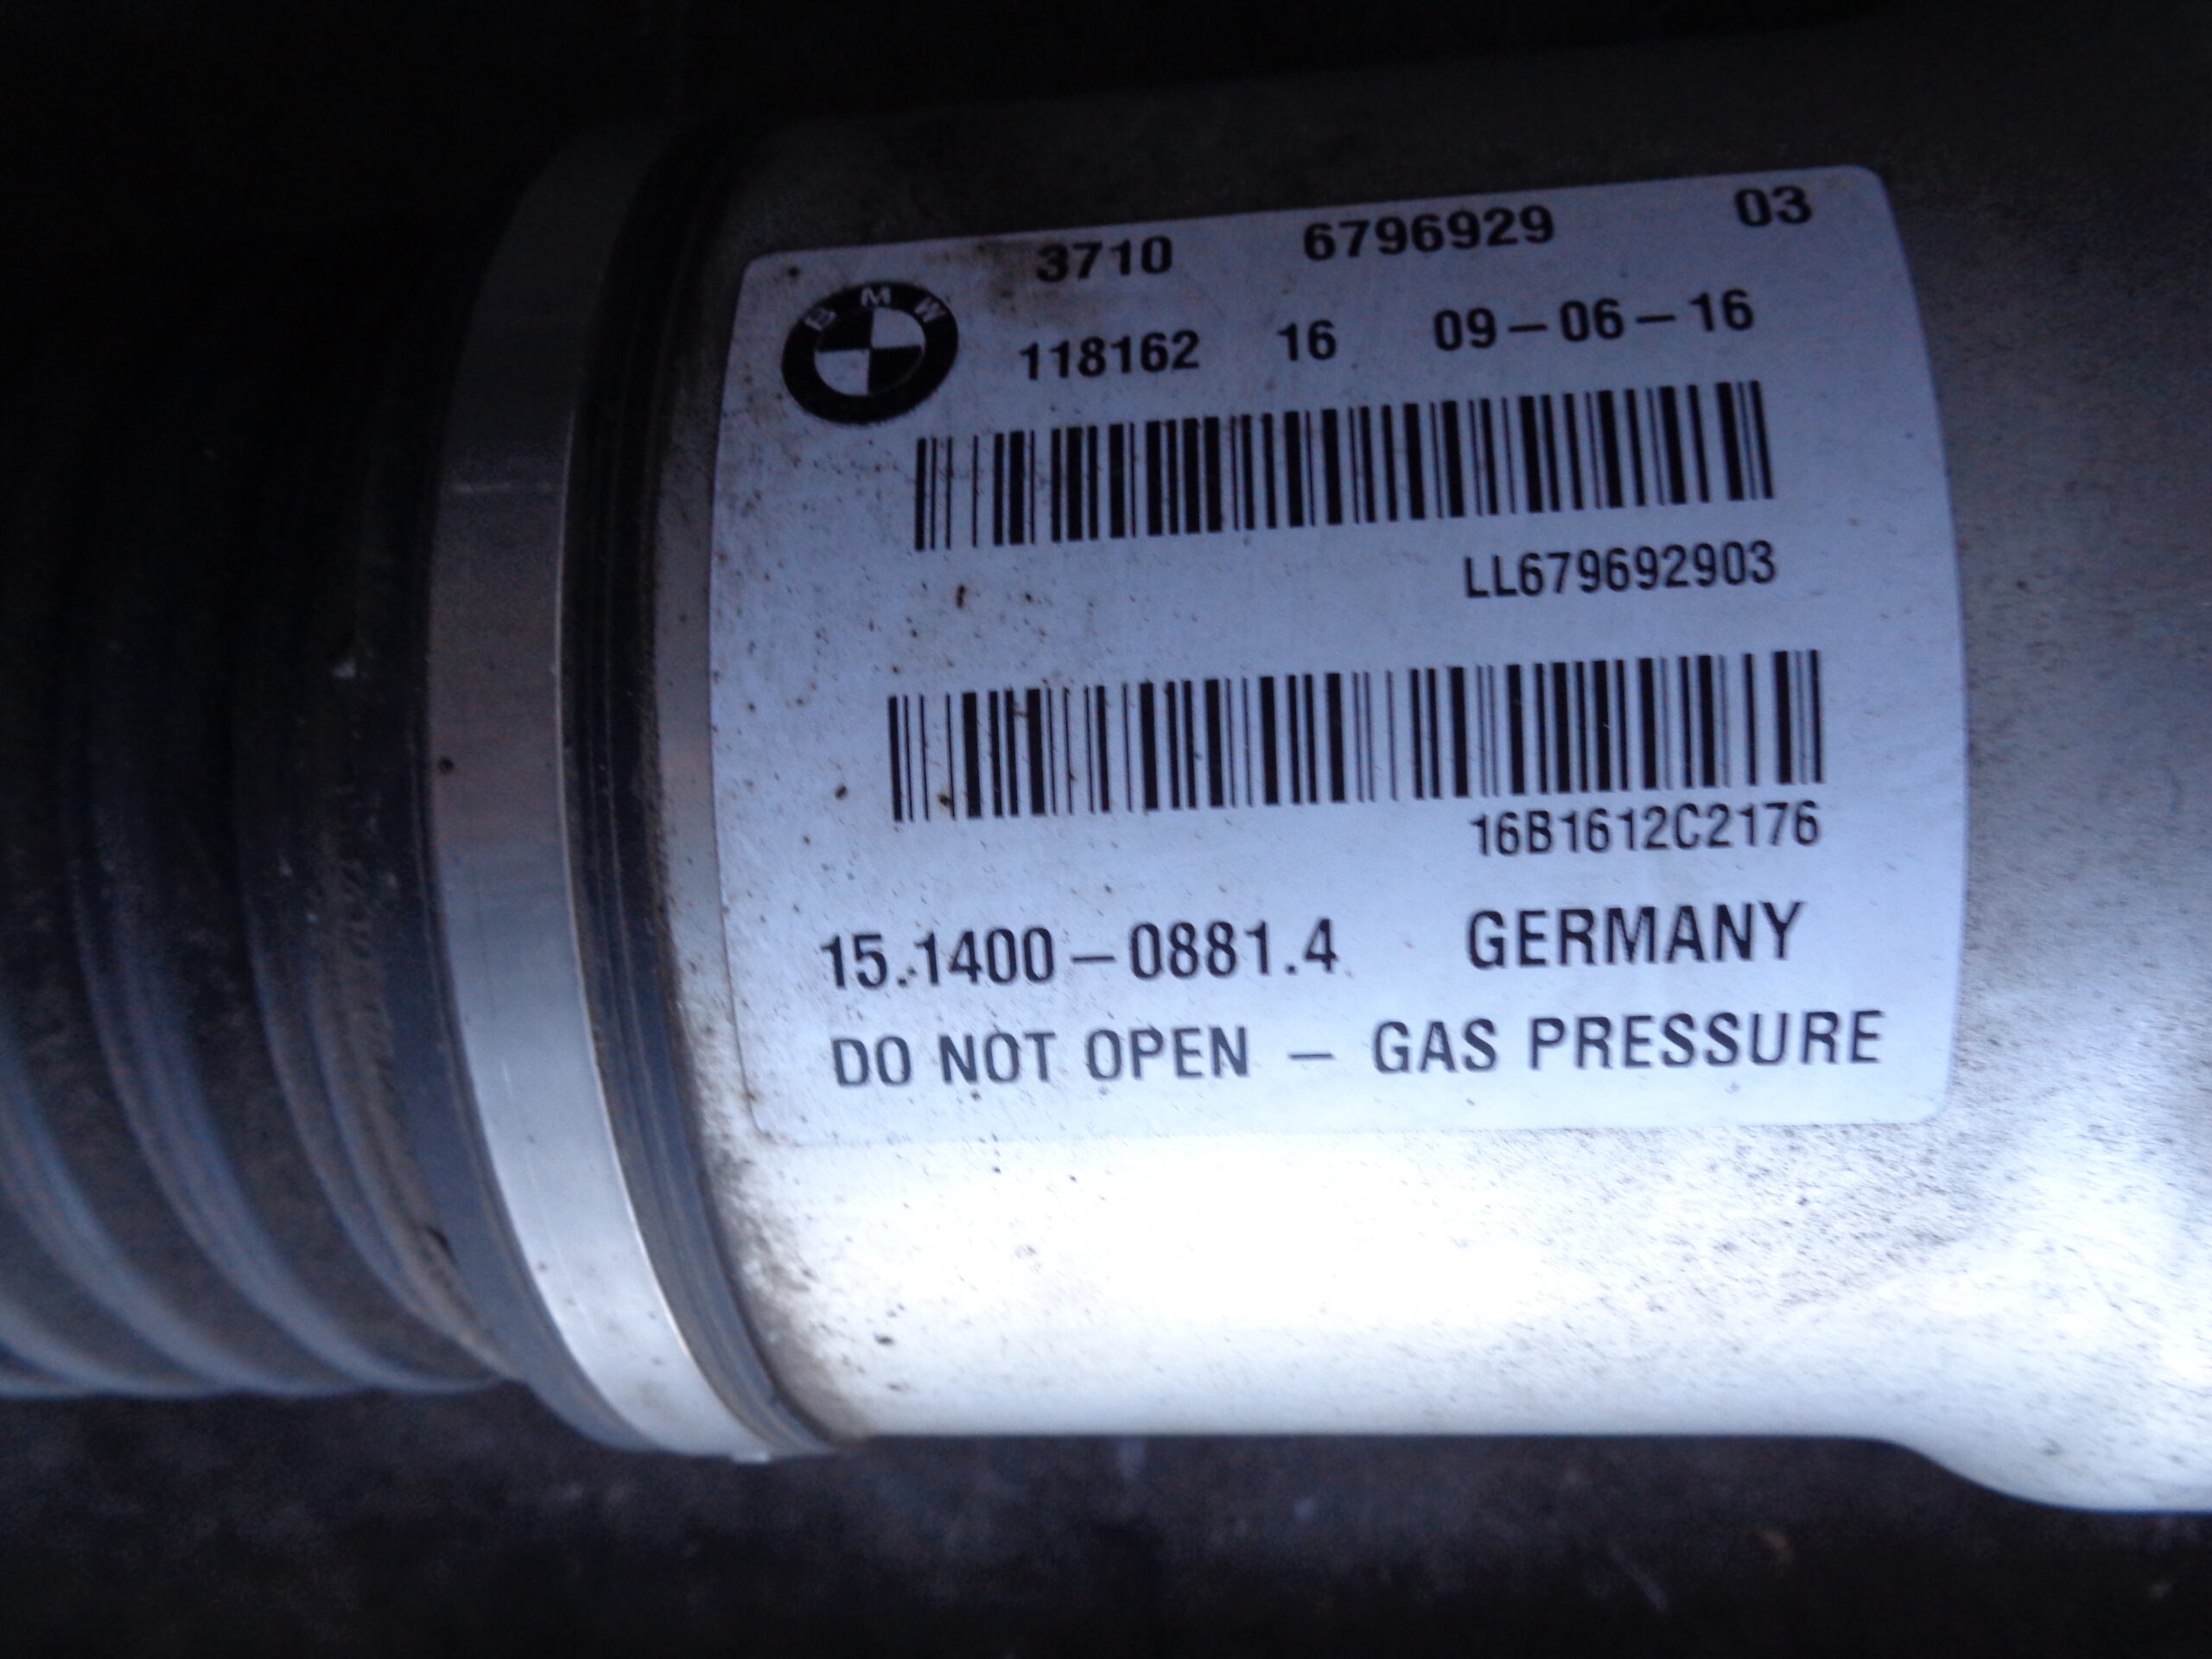 3710 6796929 03
BMW
118162 16 09-06-16
LL679692903
16B1612C2176
15.1400-0881.4 GERMANY
DO NOT OPEN - GAS PRESSURE